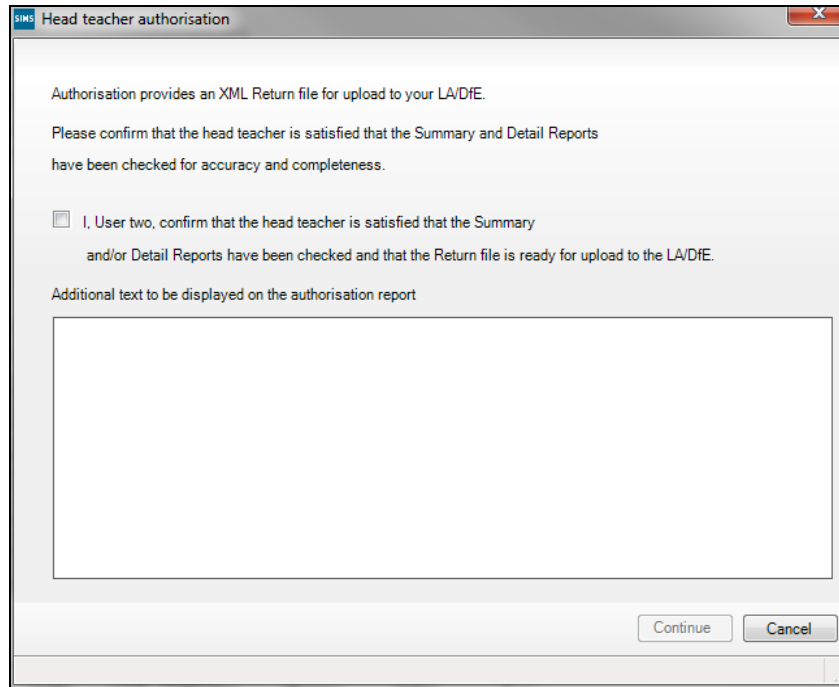 SIMS Head teacher authorisation
Authorisation provides an XML Return file for upload to your LA/DfE.
Please confirm that the head teacher is satisfied that the Summary and Detail Reports
have been checked for accuracy and completeness.
I, User two, confirm that the head teacher is satisfied that the Summary
and/or Detail Reports have been checked and that the Return file is ready for upload to the LA/DfE.
Additional text to be displayed on the authorisation report
Continue Cancel